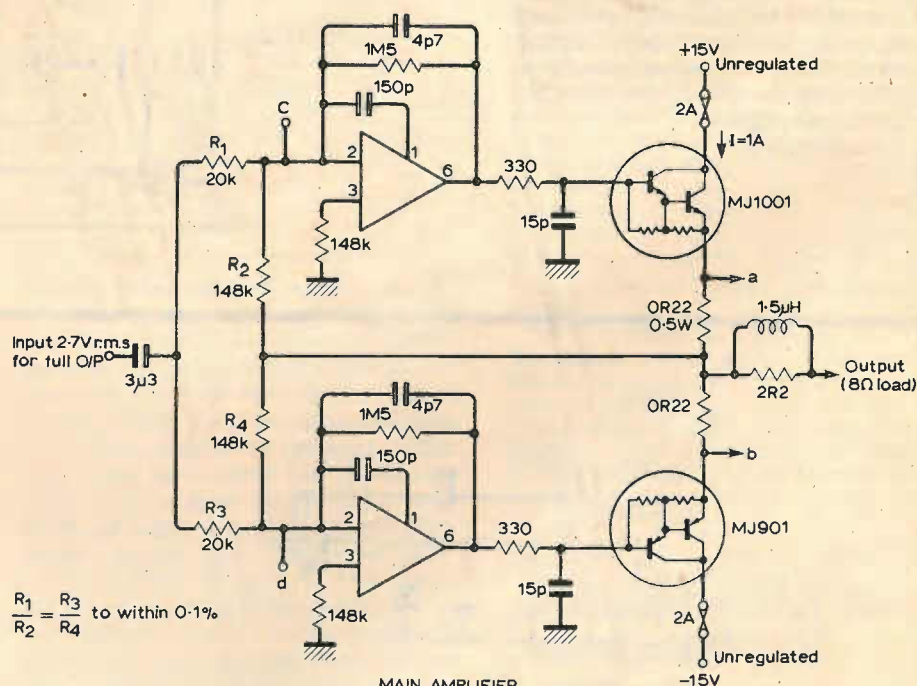 4p7
1M5
150p
C
R1
20k
2
3
1
6
330
148k
15p
+15V
Unregulated
2A
I=1A
MJ1001
a
R2
148k
0R22
0.5W
1.5µH
Input 2·7V r.m.s
for full O/P
3µ3
2R2
Output
(8Ω load)
R4
148k
4p7
1M5
150p
0R22
b
R3
20k
d
2
3
1
6
330
148k
15p
MJ901
2A
Unregulated
−15V
R1/R2 = R3/R4 to within 0·1%
MAIN AMPLIFIER